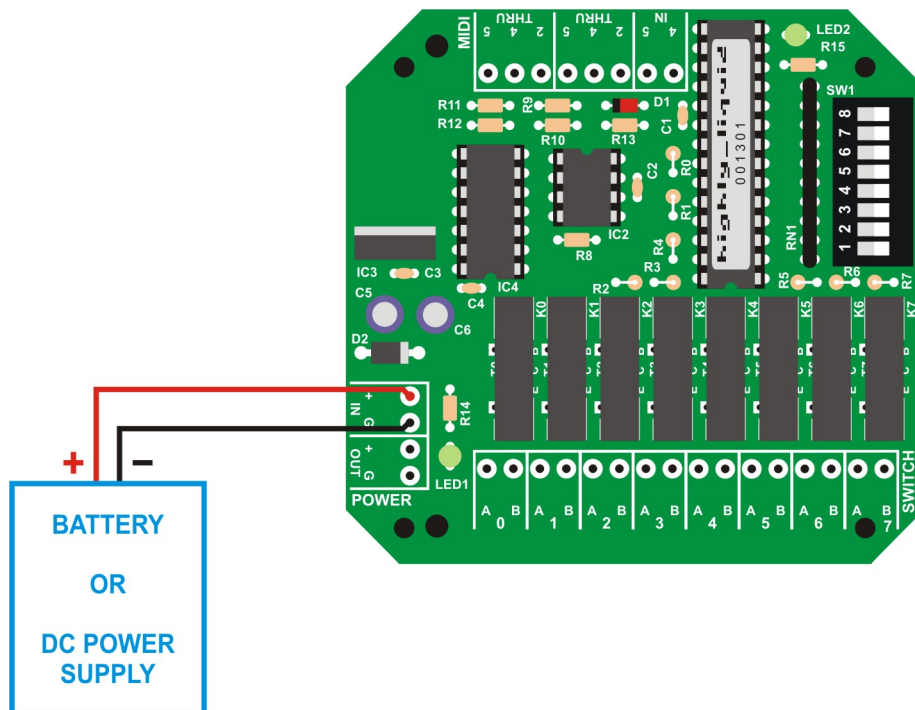 MIDI
5 4 2
THRU
5 4 2
THRU
5 4
IN
LED2
R15
R11
R9
D1
C1
SW1
R12
R10
R13
highly_liquid
001301
8
7
6
5
4
3
2
1
C2
R0
R1
IC2
R4
R8
RN1
IC3
C3
IC4
C4
R2
R3
R5
R6
R7
C5
C6
K0
K1
K2
K3
K4
K5
K6
K7
D2
B
C
E
+
IN
G
R14
+
OUT
G
POWER
LED1
SWITCH
A B A B A B A B A B A B A B A B
0 1 2 3 4 5 6 7
+ −
BATTERY
OR
DC POWER
SUPPLY